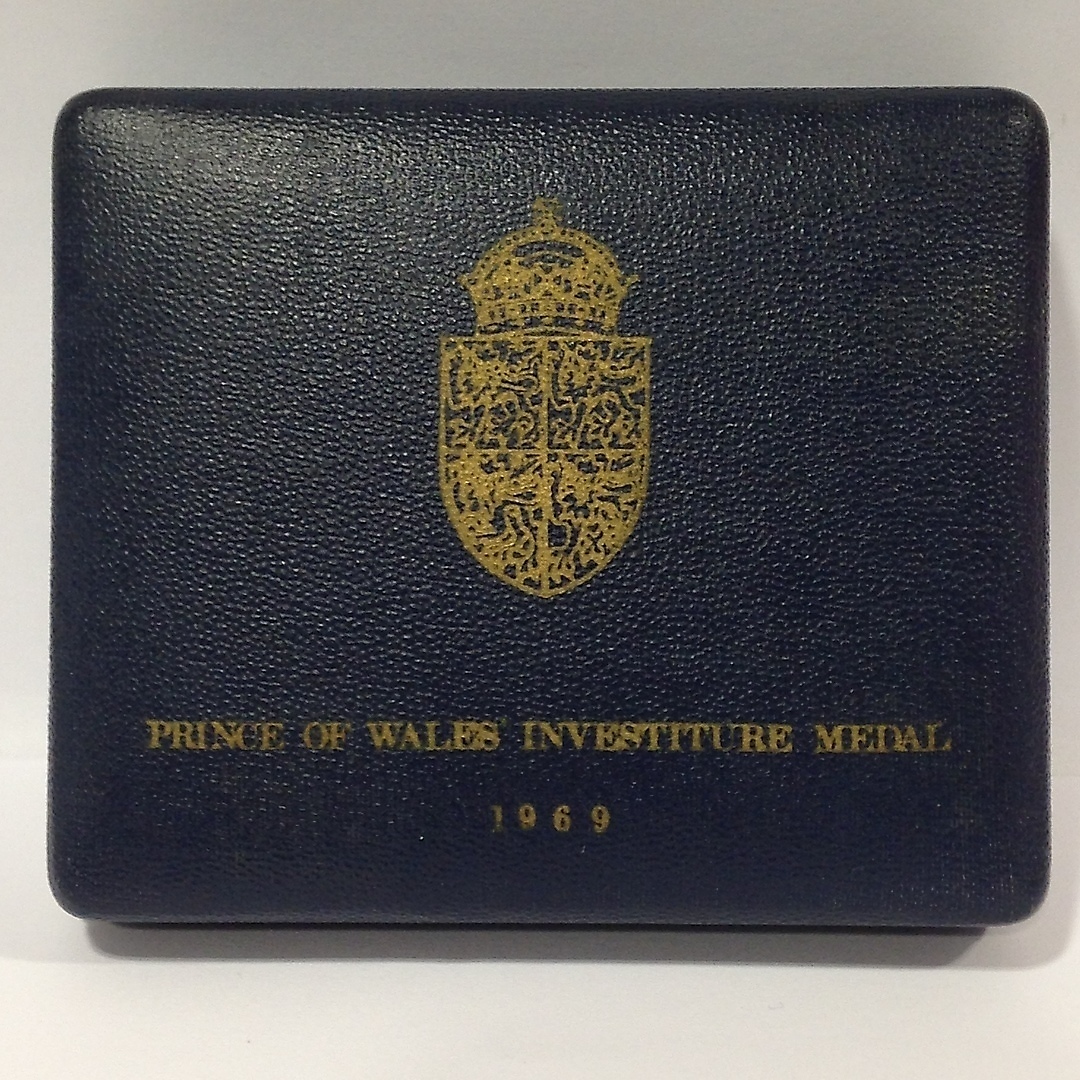 PRINCE OF WALES' INVESTITURE MEDAL
1969